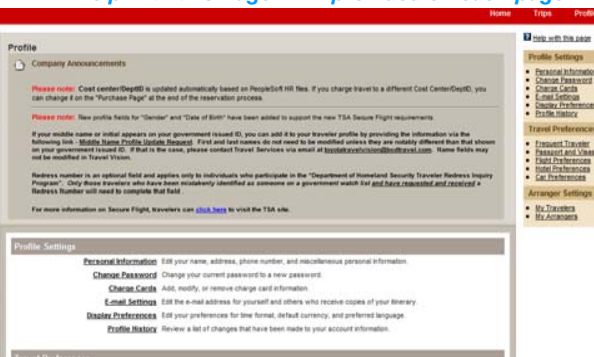 Home Trips Profile
Help with this page
Profile
Company Announcements
Please note: Cost center/DeptID is updated automatically based on PeopleSoft HR files. If you charge travel to a different Cost Center/DeptID, you
can change it on the "Purchase Page" at the end of the reservation process.
Please note: New profile fields for "Gender" and "Date of Birth" have been added to support the new TSA Secure Flight requirements.
If your middle name or initial appears on your government issued ID, you can add it to your traveler profile by providing the information via the
following link - Middle Name Profile Update Request. First and last names do not need to be modified unless they are notably different than that shown
on your government issued ID. If that is the case, please contact Travel Services via email at Name fields may
not be modified in Travel Vision.
Redress number is an optional field and applies only to individuals who participate in the "Department of Homeland Security Traveler Redress Inquiry
Program". Only those travelers who have been mistakenly identified as someone on a government watch list and have requested and received a
Redress Number will need to complete that field .
For more information on Secure Flight, travelers can click here to visit the TSA site.
Profile Settings
Personal Information Edit your name, address, phone number, and miscellaneous personal information.
Change Password Change your current password to a new password.
Charge Cards Add, modify, or remove charge card information.
E-mail Settings Edit the e-mail address for yourself and others who receive copies of your itinerary.
Display Preferences Edit your preferences for time format, default currency, and preferred language.
Profile History Review a list of changes that have been made to your account information.
Profile Settings
Personal Information
Change Password
Charge Cards
E-mail Settings
Display Preferences
Profile History
Travel Preferences
Frequent Traveler
Passport and Visas
Flight Preferences
Hotel Preferences
Car Preferences
Arranger Settings
My Travelers
My Arrangers